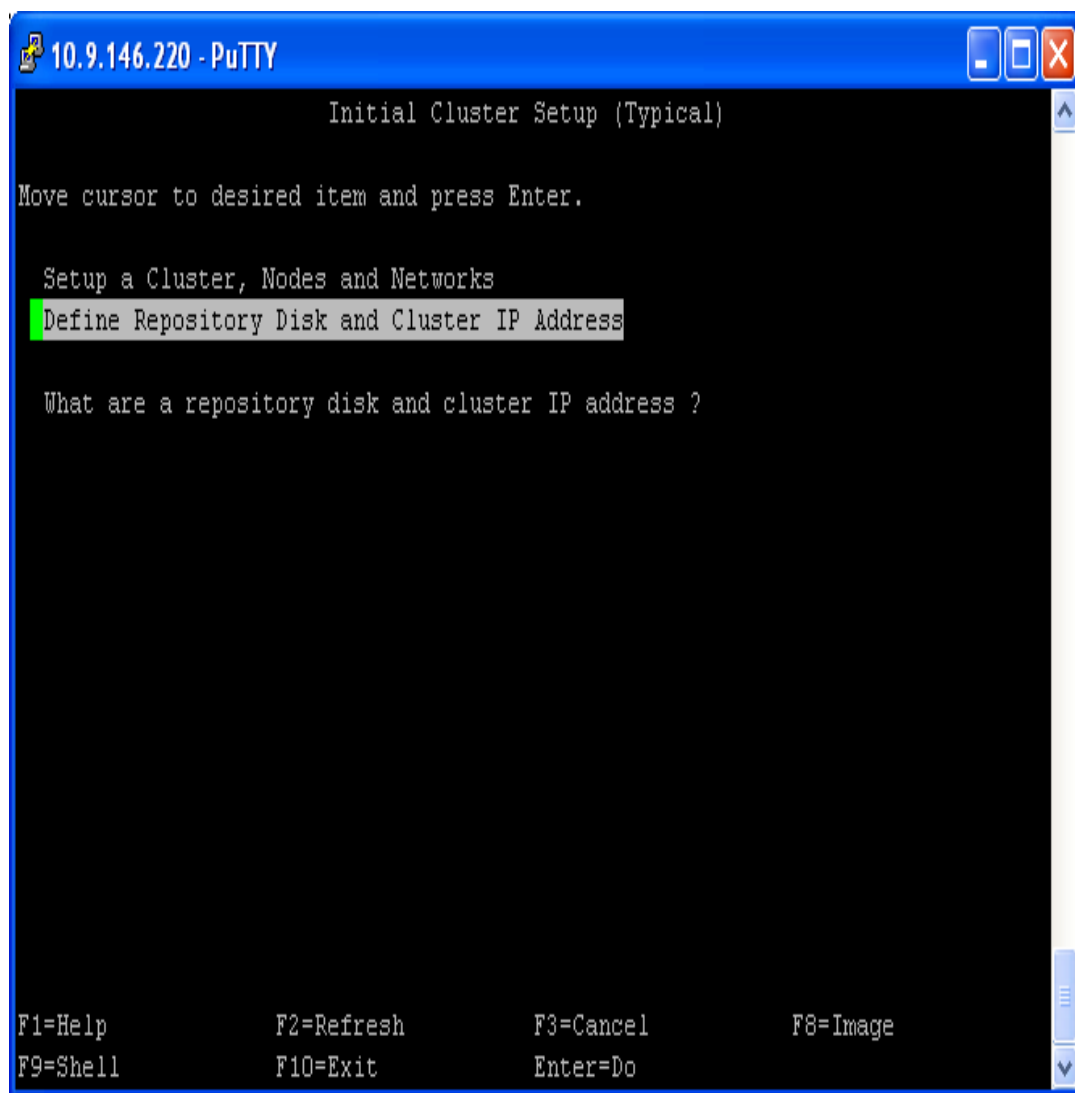 10.9.146.220 - PuTTY
Initial Cluster Setup (Typical)
Move cursor to desired item and press Enter.
Setup a Cluster, Nodes and Networks
Define Repository Disk and Cluster IP Address
What are a repository disk and cluster IP address ?
F1=Help F2=Refresh F3=Cancel F8=Image
F9=Shell F10=Exit Enter=Do